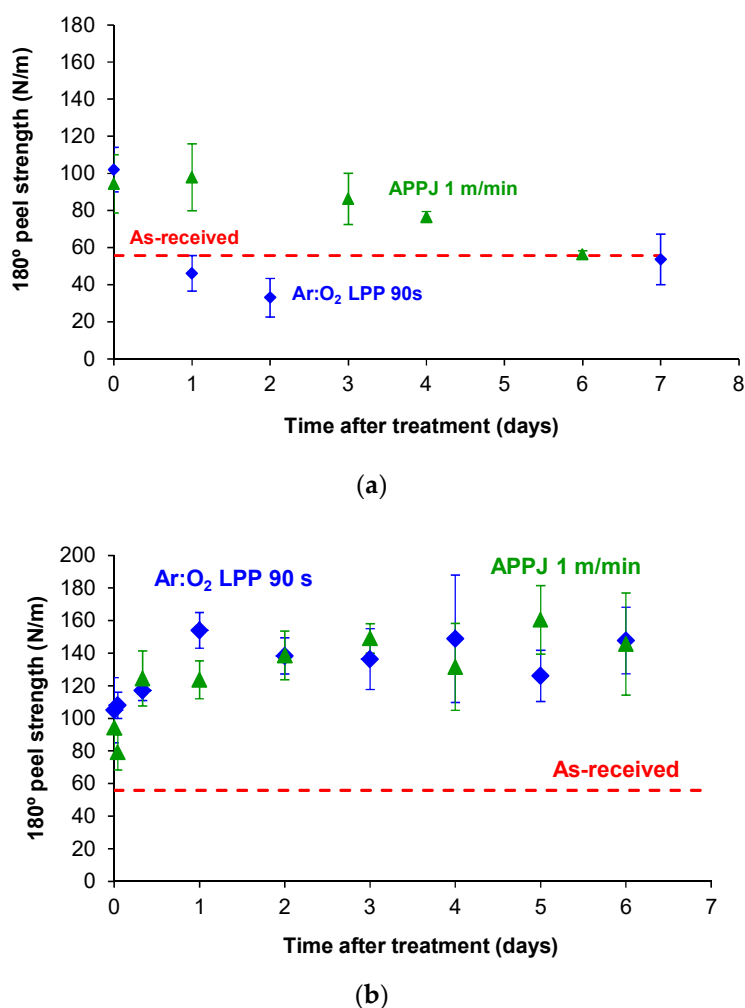 180
160
140
120
100
80
60
40
20
0
180º peel strength (N/m)
APPJ 1 m/min
As-received
Ar:O₂ LPP 90s
0 1 2 3 4 5 6 7 8
Time after treatment (days)
(a)
200
180
160
140
120
100
80
60
40
20
0
180º peel strength (N/m)
Ar:O₂ LPP 90 s
APPJ 1 m/min
As-received
0 1 2 3 4 5 6 7
Time after treatment (days)
(b)